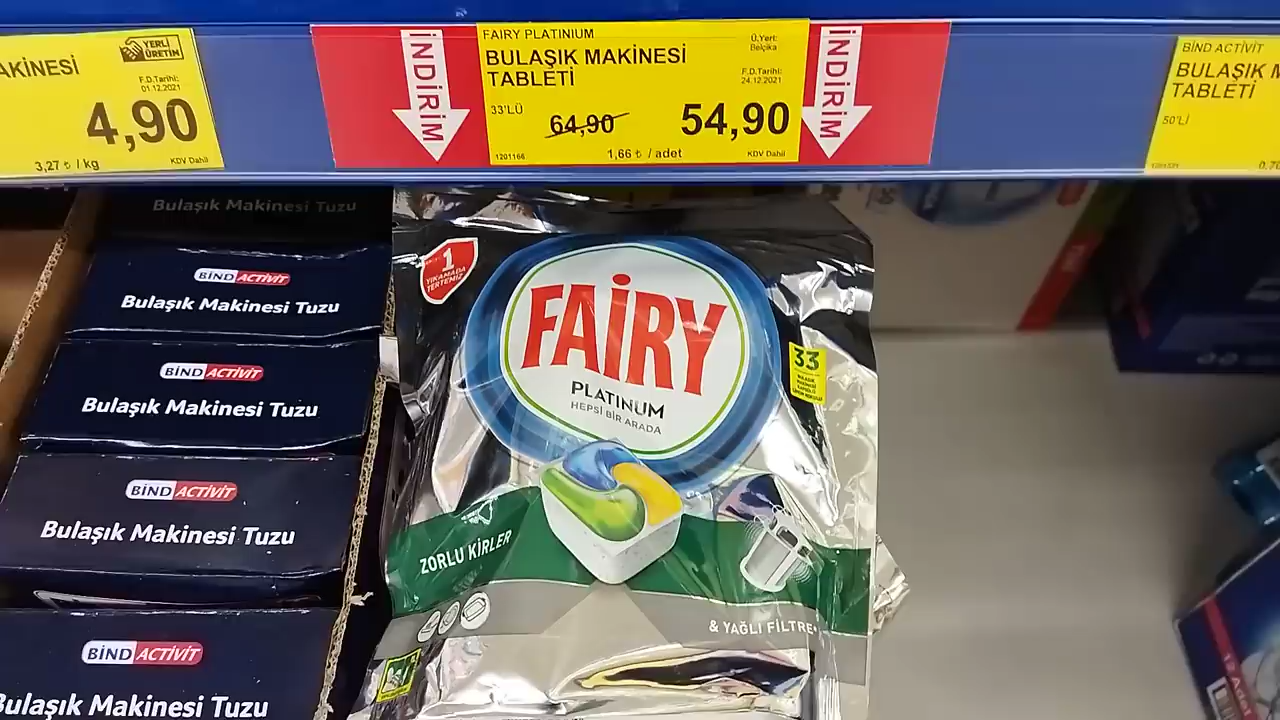 AKİNESİ
YERLİ
ÜRETİM
F.D.Tarihi:
01.12.2021
4,90
3,27 ₺ / kg
KDV Dahil
İNDİRİM
FAIRY PLATINUM
BULAŞIK MAKİNESİ
TABLETİ
Ü.Yeri:
Belçika
F.D.Tarihi:
24.12.2021
33'LÜ
64,90
54,90
1201166
1,66 ₺ / adet
KDV Dahil
İNDİRİM
BİND ACTİVİT
BULAŞIK M
TABLETİ
50'Lİ
Bulaşık Makinesi Tuzu
BİND ACTİVİT
Bulaşık Makinesi Tuzu
BİND ACTİVİT
Bulaşık Makinesi Tuzu
BİND ACTİVİT
Bulaşık Makinesi Tuzu
BİND ACTİVİT
Bulaşık Makinesi Tuzu
1
YIKAMADA
TERTEMİZ
FAİRY
PLATINUM
HEPSİ BİR ARADA
33
BULAŞIK
MAKİNESİ
ZORLU KİRLER
& YAĞLI FİLTRE*